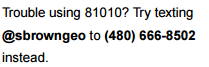 Trouble using 81010? Try texting
@sbrowngeo to (480) 666-8502
instead.